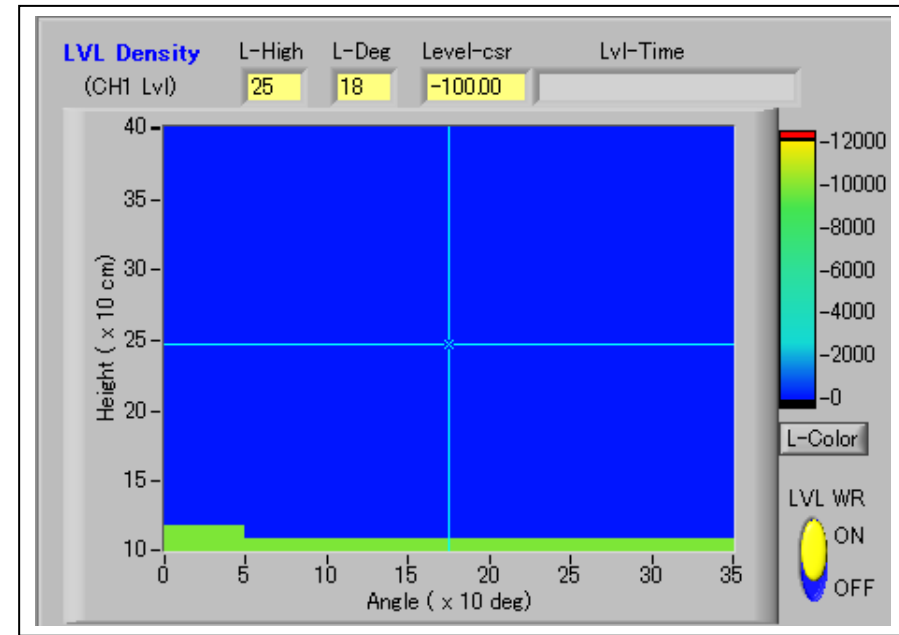 LVL Density L-High L-Deg Level-csr Lvl-Time
(CH1 Lvl) 25 18 -100.00
40
35
30
25
20
15
10
Height ( x 10 cm)
0 5 10 15 20 25 30 35
Angle ( x 10 deg)
-12000
-10000
-8000
-6000
-4000
-2000
-0
L-Color
LVL WR
ON
OFF